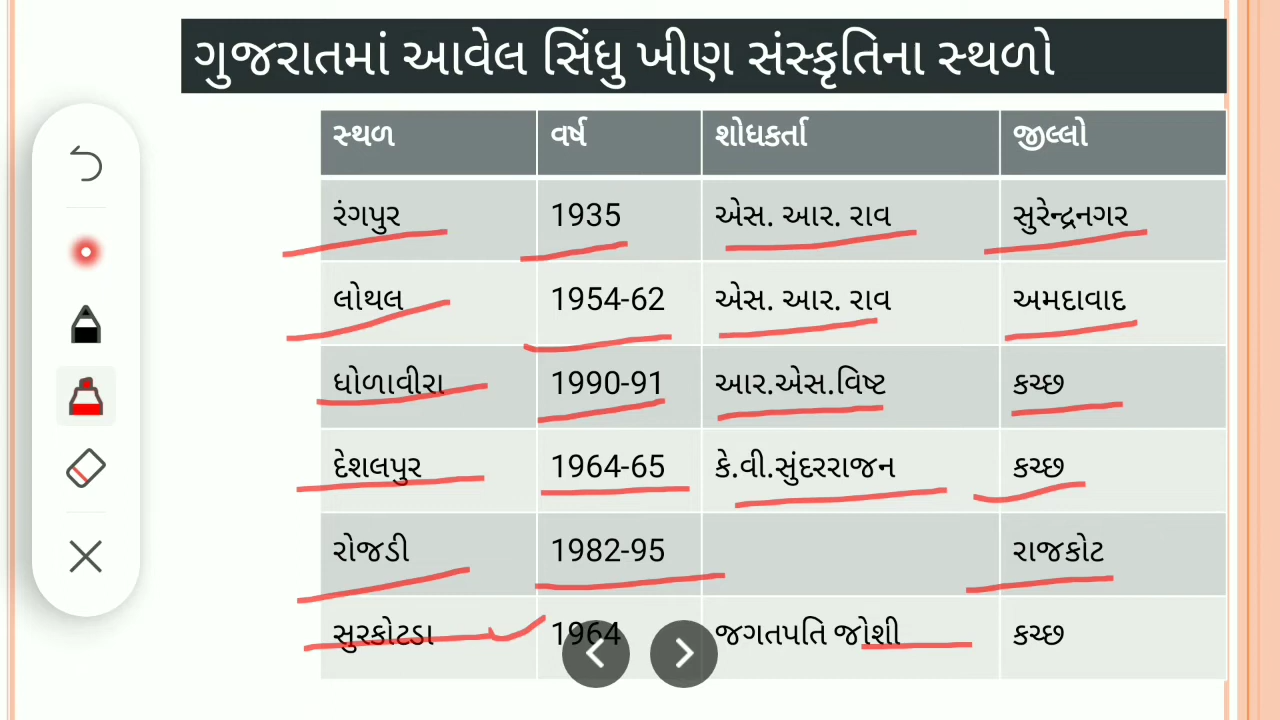 ગુજરાતમાં આવેલ સિંધુ ખીણ સંસ્કૃતિના સ્થળો
સ્થળ વર્ષ શોધકર્તા જીલ્લો
રંગપુર 1935 એસ. આર. રાવ સુરેન્દ્રનગર
લોથલ 1954-62 એસ. આર. રાવ અમદાવાદ
ધોળાવીરા 1990-91 આર.એસ.વિષ્ટ કચ્છ
દેશલપુર 1964-65 કે.વી.સુંદરરાજન કચ્છ
રોજડી 1982-95 રાજકોટ
સુરકોટડા 1964 જગતપતિ જોશી કચ્છ